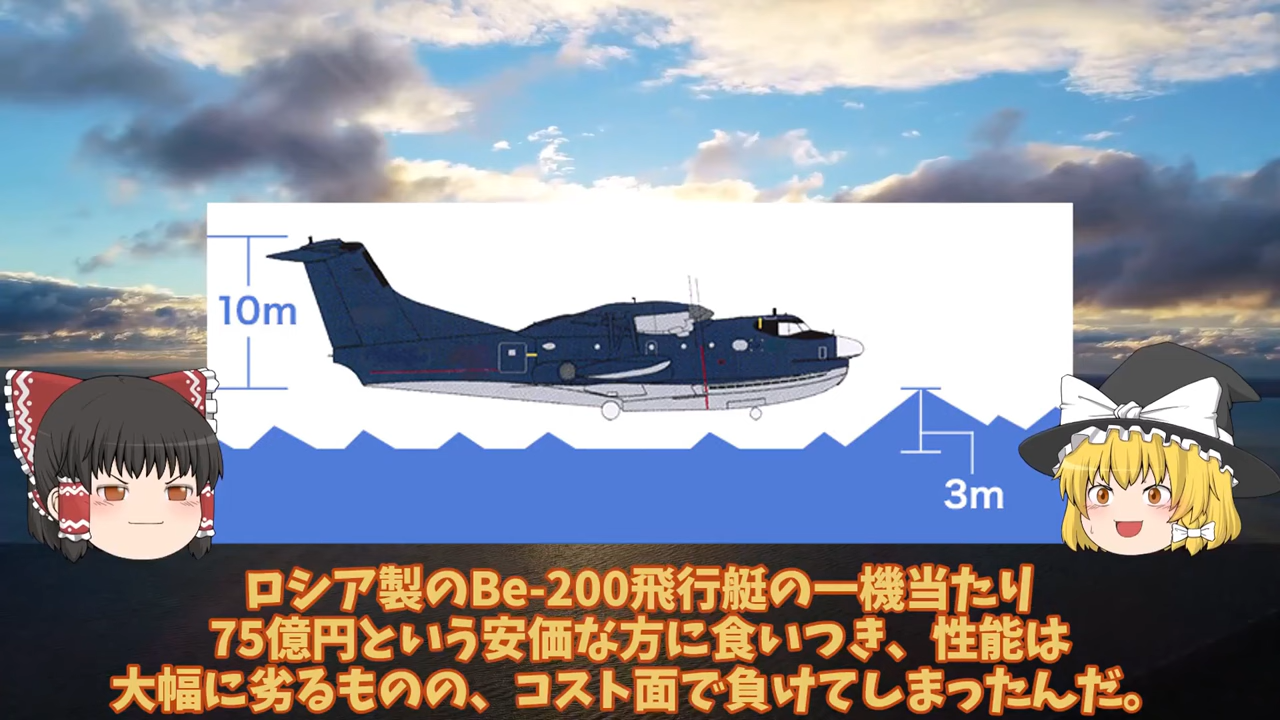 10m
3m
ロシア製のBe-200飛行艇の一機当たり
75億円という安価な方に食いつき、性能は
大幅に劣るものの、コスト面で負けてしまったんだ。